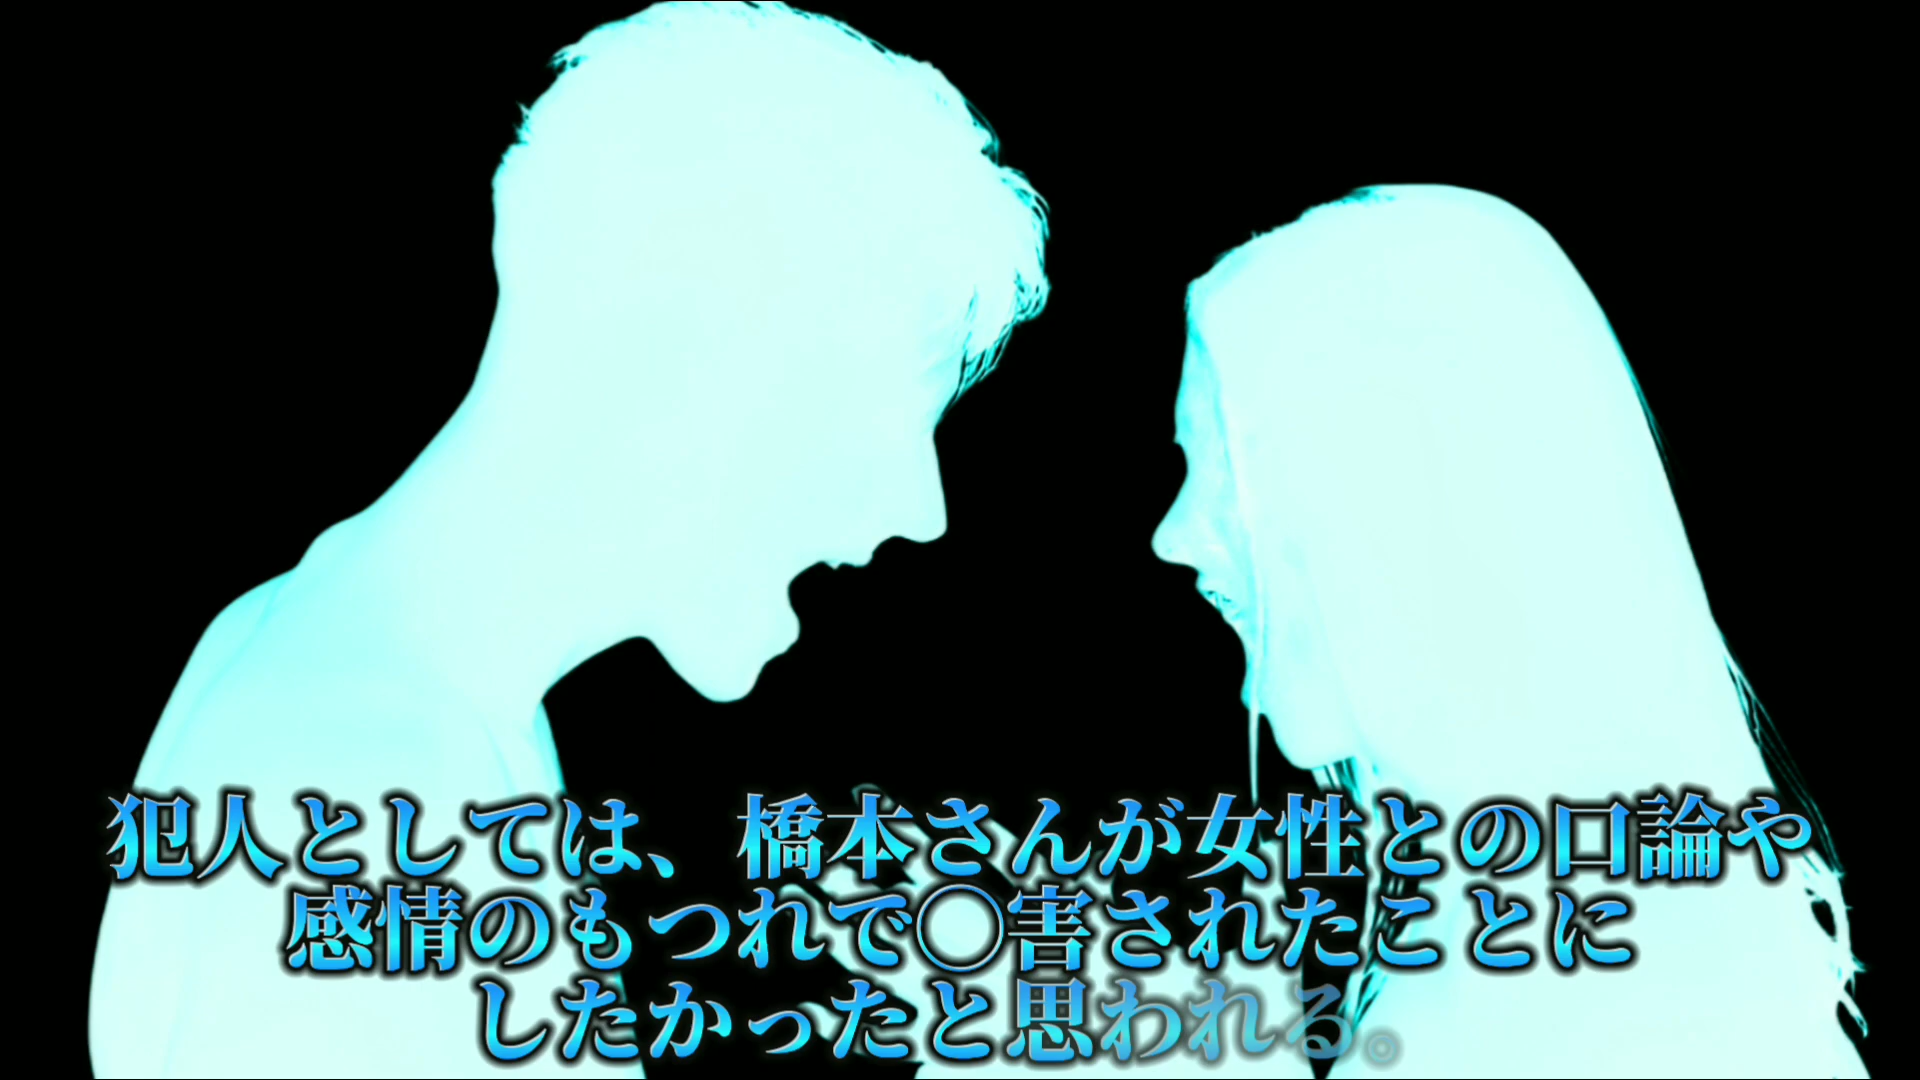 犯人としては、橋本さんが女性との口論や
感情のもつれで◯害されたことに
したかったと思われる。